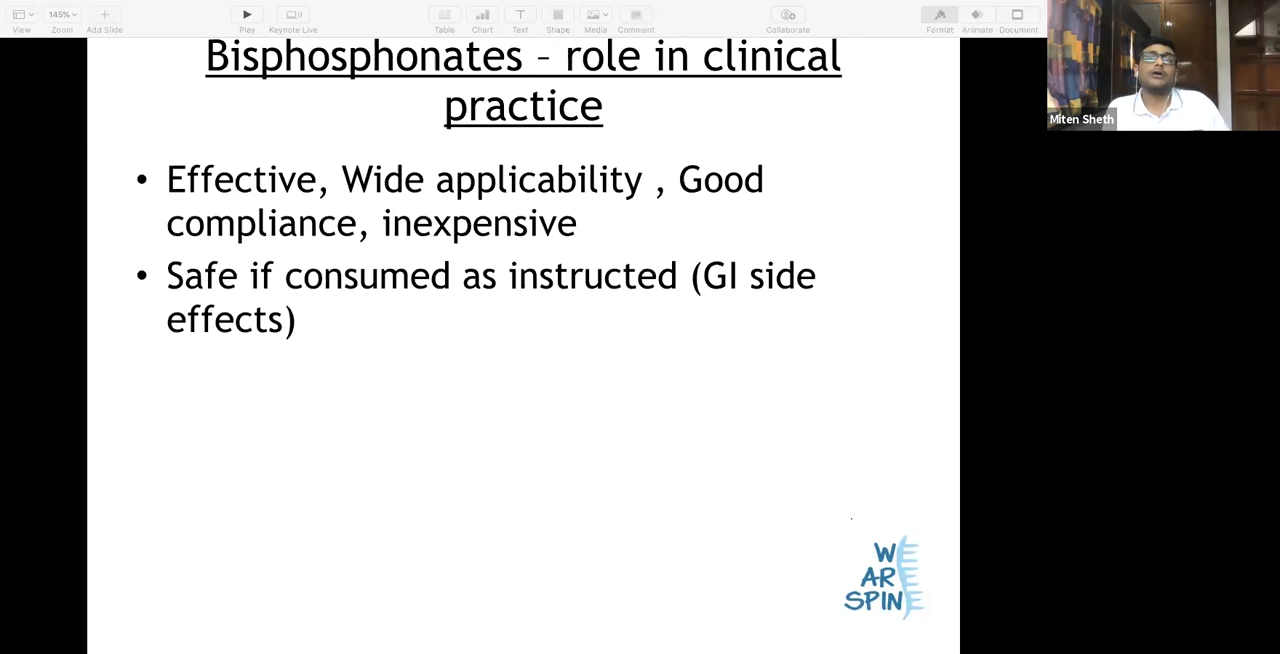 145%
View
Zoom
Add Slide
Play
Keynote Live
Table
Chart
Text
Shape
Media
Comment
Collaborate
Format
Animate
Document
Miten Sheth
Bisphosphonates – role in clinical
practice
• Effective, Wide applicability , Good
compliance, inexpensive
• Safe if consumed as instructed (GI side
effects)
WE
ARE
SPINE